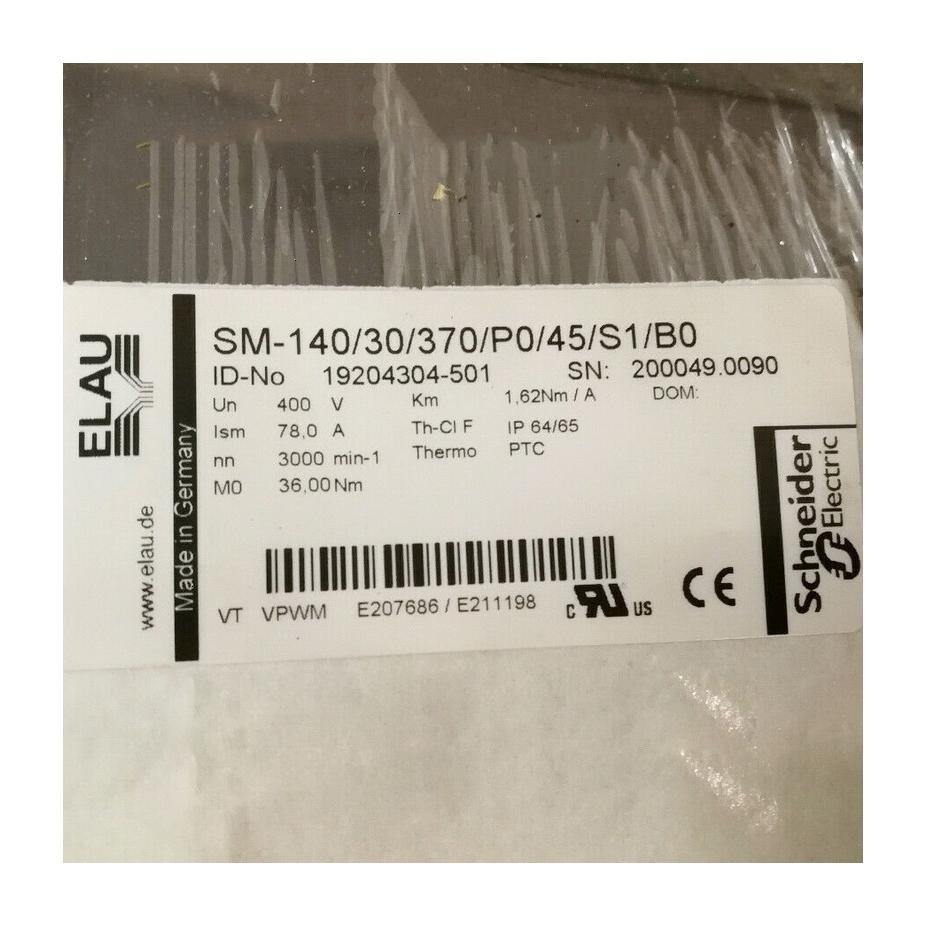 ELAU
www.elau.de
Made in Germany
SM-140/30/370/P0/45/S1/B0
ID-No 19204304-501 SN: 200049.0090
Un 400 V Km 1,62Nm / A DOM:
Ism 78,0 A Th-Cl F IP 64/65
nn 3000 min-1 Thermo PTC
M0 36,00Nm
VT VPWM E207686 / E211198 C RU US CE
Schneider
Electric